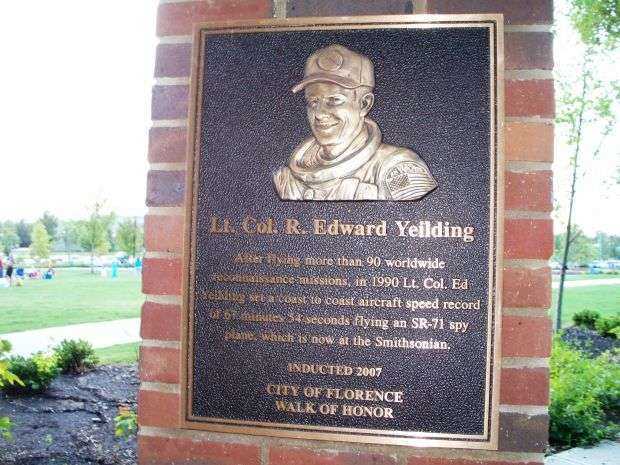 Lt. Col. R. Edward Yeilding
After flying more than 90 worldwide
reconnaissance missions, in 1990 Lt. Col. Ed
Yeilding set a coast to coast aircraft speed record
of 67 minutes 54 seconds flying an SR-71 spy
plane, which is now at the Smithsonian.
INDUCTED 2007
CITY OF FLORENCE
WALK OF HONOR